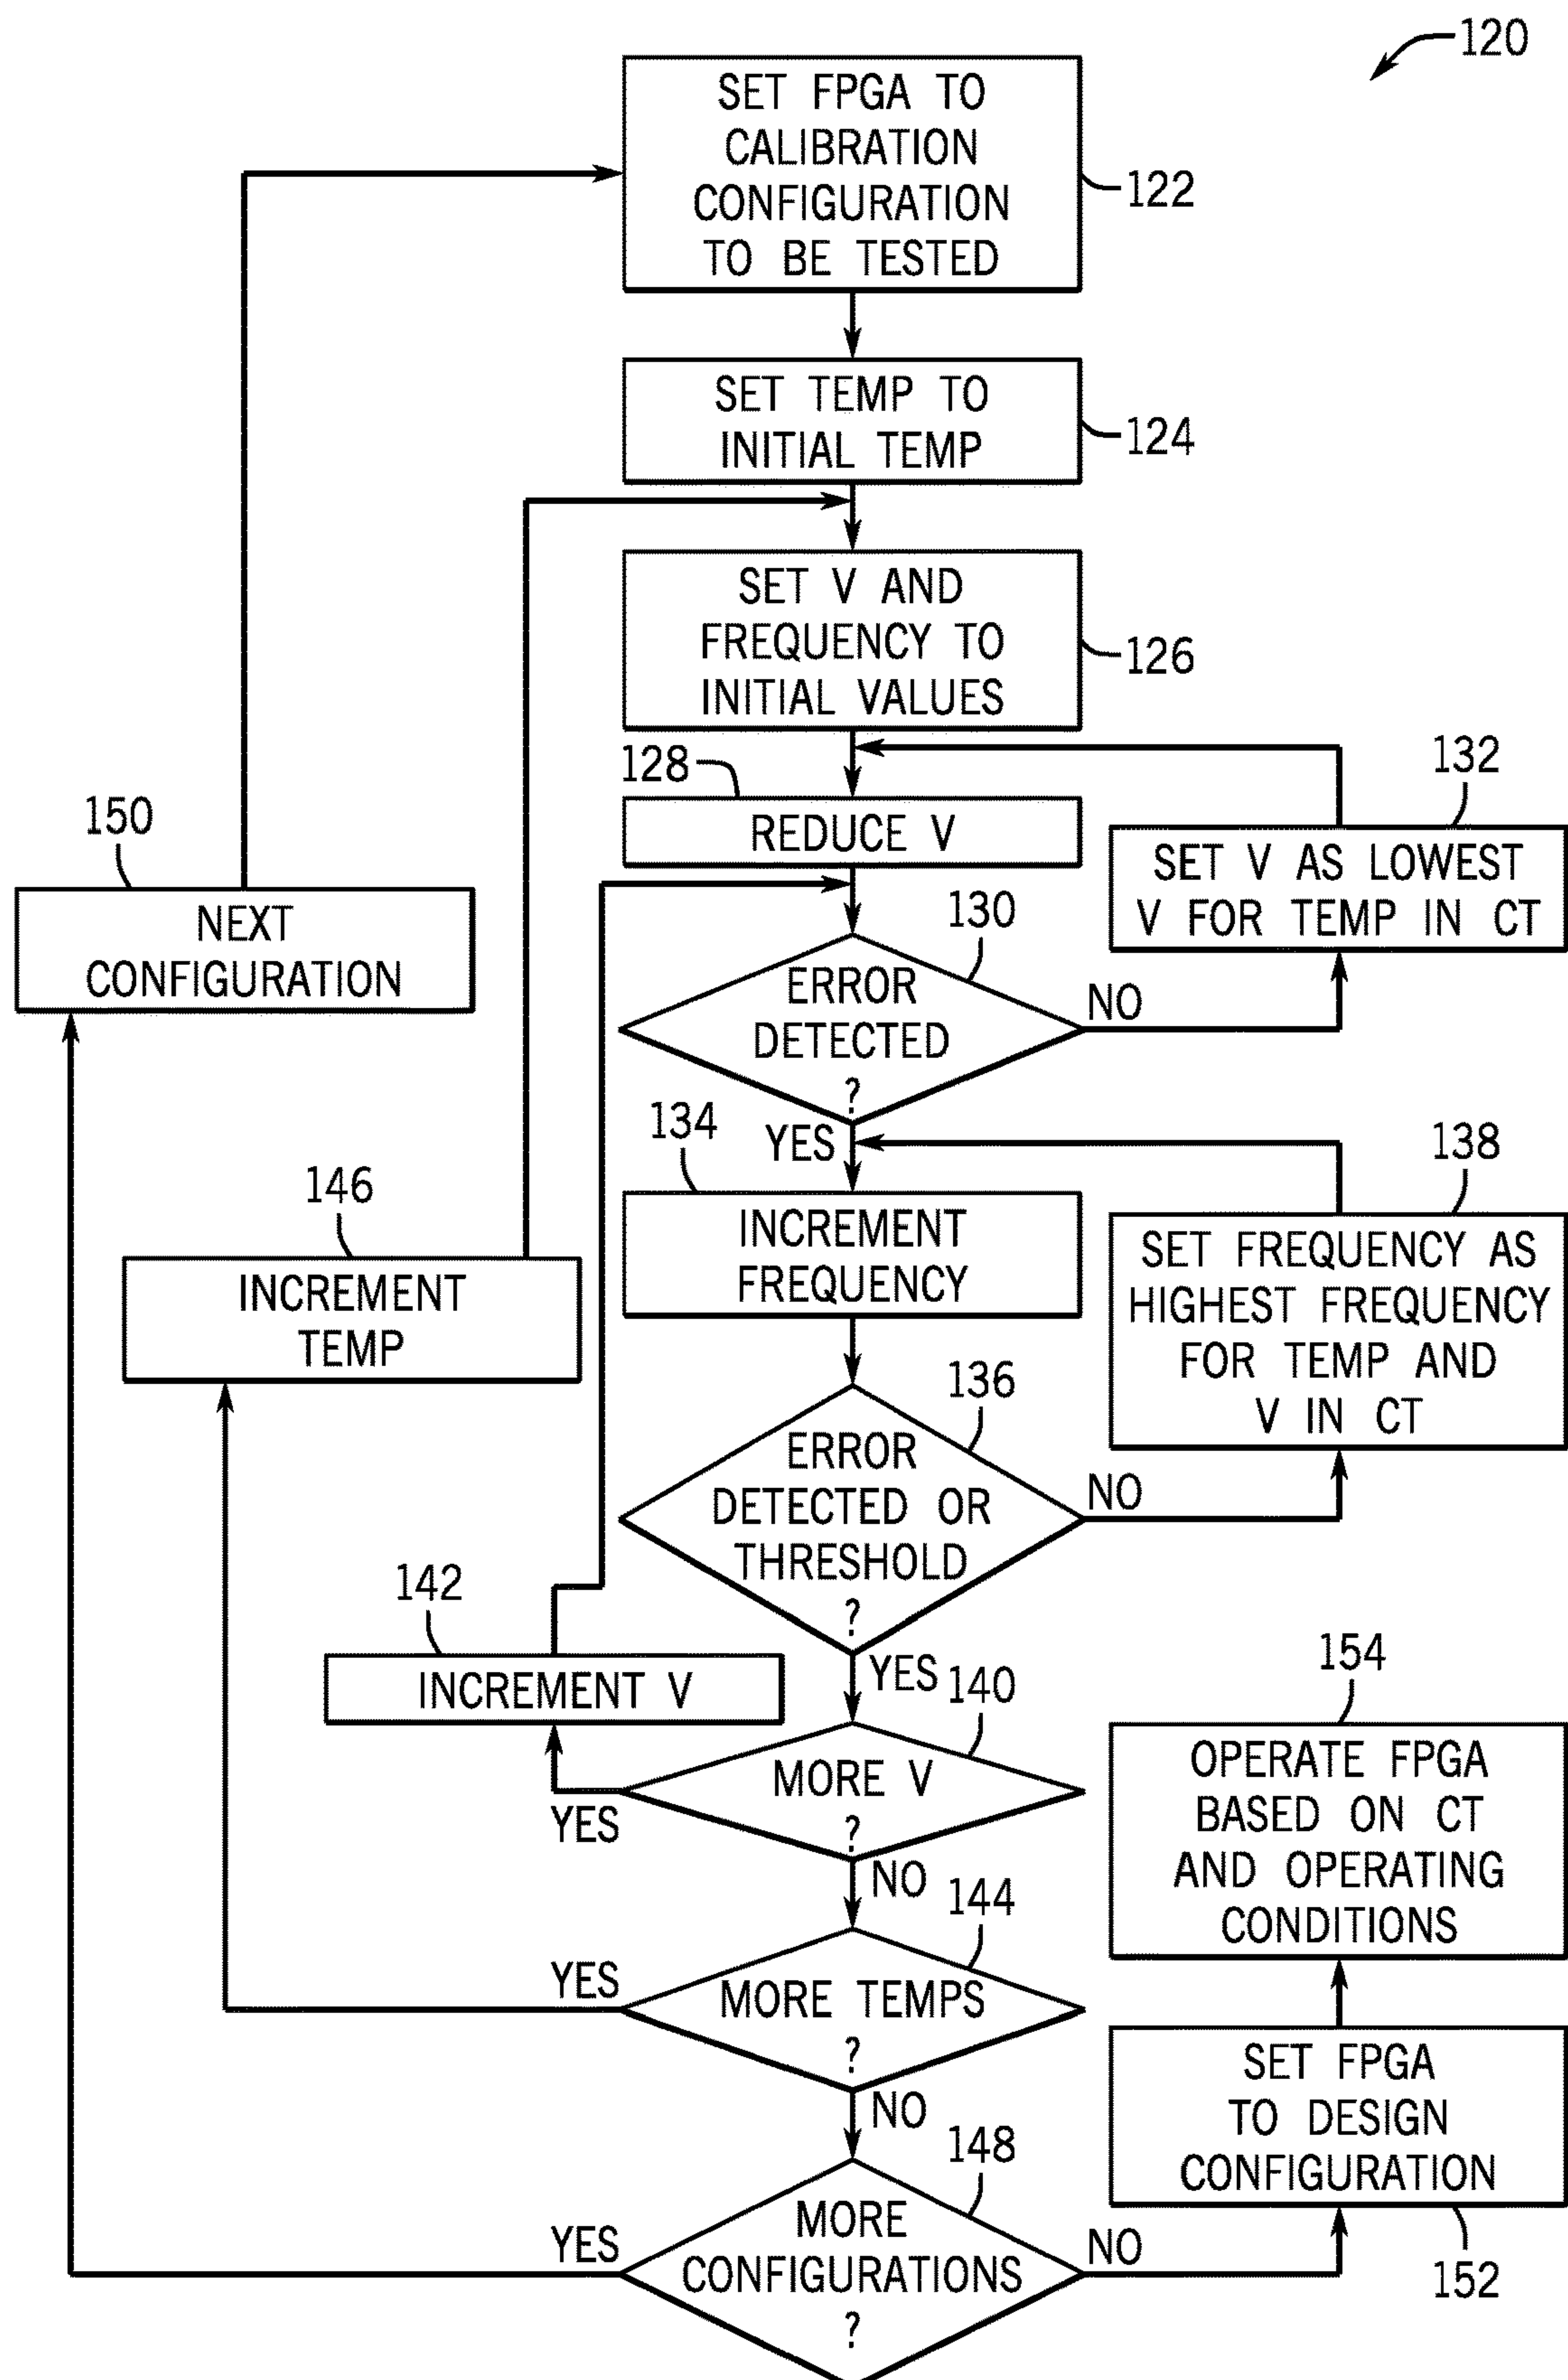 120
SET FPGA TO
CALIBRATION
CONFIGURATION
TO BE TESTED
122
SET TEMP TO
INITIAL TEMP
124
SET V AND
FREQUENCY TO
INITIAL VALUES
126
128
REDUCE V
132
SET V AS LOWEST
V FOR TEMP IN CT
150
NEXT
CONFIGURATION
130
ERROR
DETECTED
?
NO
YES
134
INCREMENT
FREQUENCY
138
SET FREQUENCY AS
HIGHEST FREQUENCY
FOR TEMP AND
V IN CT
146
INCREMENT
TEMP
136
ERROR
DETECTED OR
THRESHOLD
?
NO
YES
142
INCREMENT V
140
MORE V
?
YES
NO
154
OPERATE FPGA
BASED ON CT
AND OPERATING
CONDITIONS
144
MORE TEMPS
?
YES
NO
SET FPGA
TO DESIGN
CONFIGURATION
152
148
MORE
CONFIGURATIONS
?
YES
NO